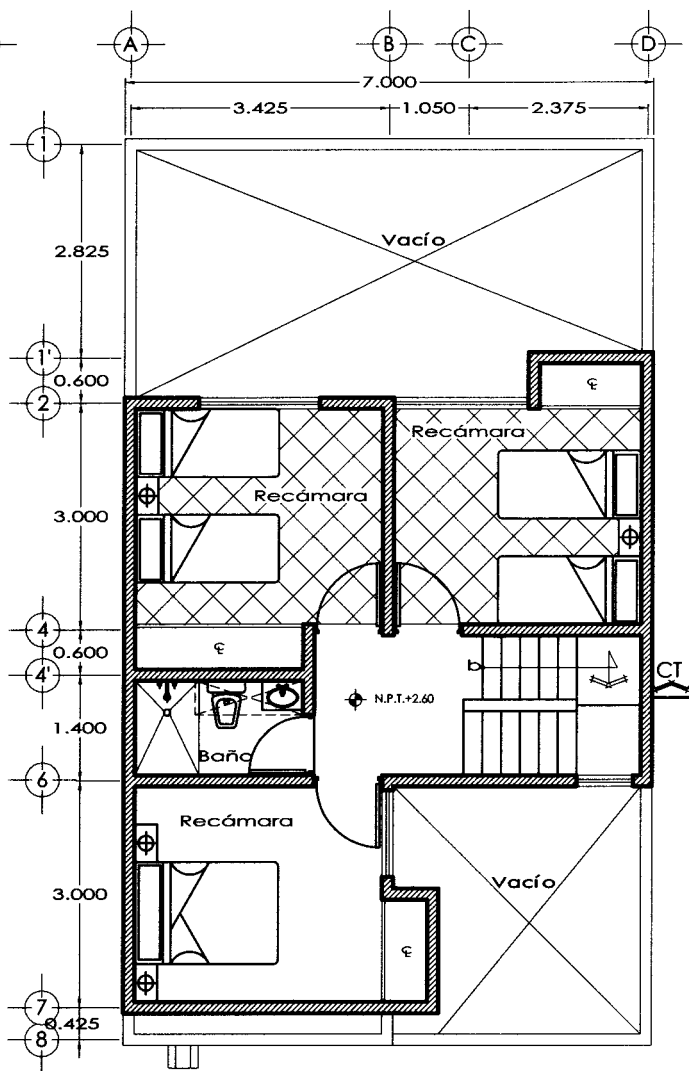 A B C D
7.000
3.425 1.050 2.375
1
2.825
Vacío
1'
0.600
2
Recámara
Recámara
3.000
4
0.600
4'
CT
b
N.P.T.+2.60
1.400
Baño
6
Recámara
Vacío
3.000
7
0.425
8